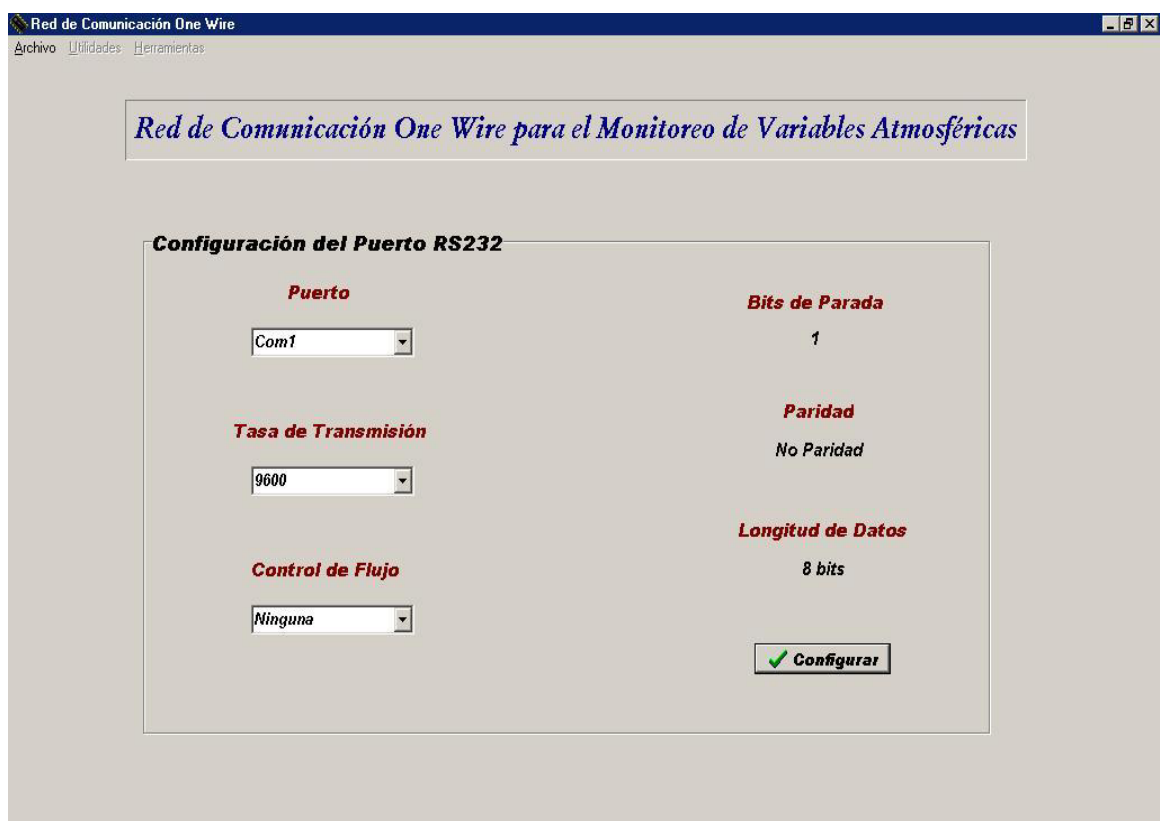 Red de Comunicación One Wire
Archivo Utilidades Herramientas
Red de Comunicación One Wire para el Monitoreo de Variables Atmosféricas
Configuración del Puerto RS232
Puerto
Com1
Tasa de Transmisión
9600
Control de Flujo
Ninguna
Bits de Parada
1
Paridad
No Paridad
Longitud de Datos
8 bits
Configurar